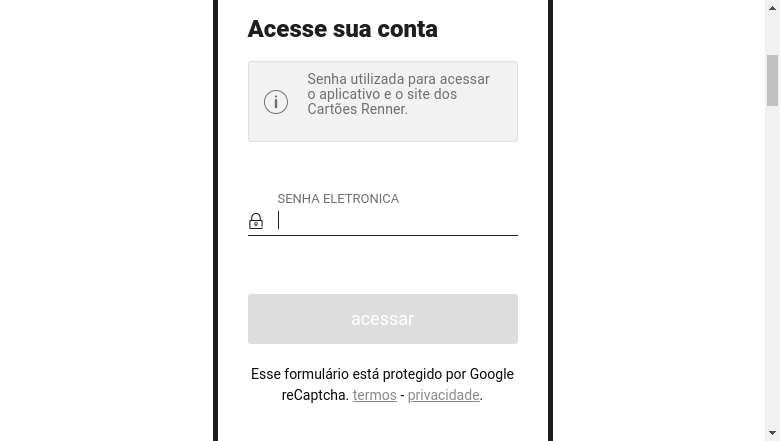 Acesse sua conta
Senha utilizada para acessar
o aplicativo e o site dos
Cartões Renner.
SENHA ELETRONICA
acessar
Esse formulário está protegido por Google
reCaptcha. termos - privacidade.